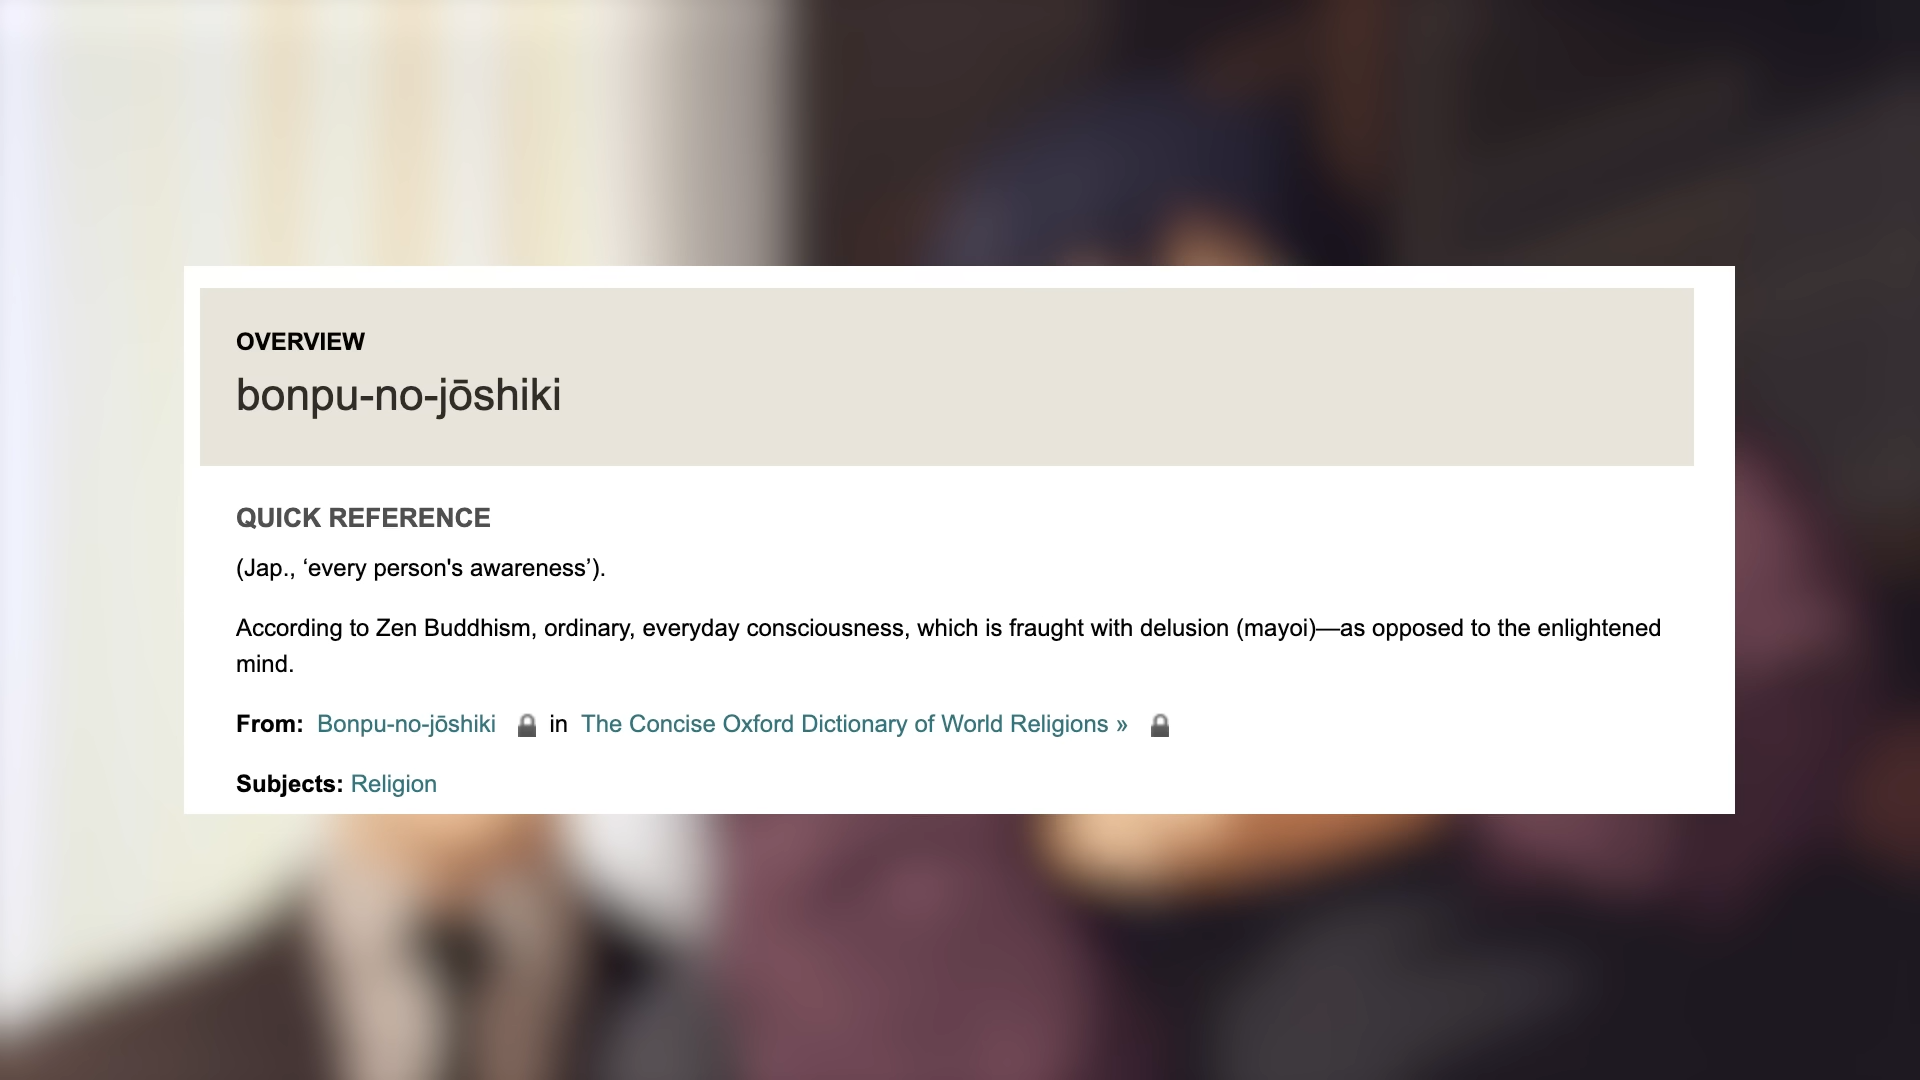 OVERVIEW
bonpu-no-jōshiki
QUICK REFERENCE
(Jap., ‘every person's awareness’).
According to Zen Buddhism, ordinary, everyday consciousness, which is fraught with delusion (mayoi)—as opposed to the enlightened
mind.
From: Bonpu-no-jōshiki in The Concise Oxford Dictionary of World Religions »
Subjects: Religion